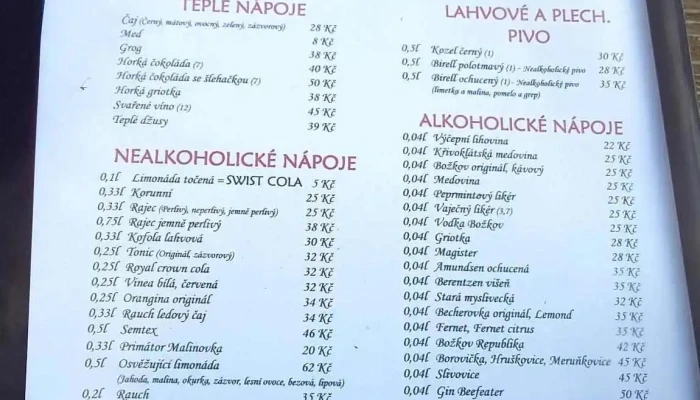 TEPLÉ NÁPOJE
Čaj (Černý, mátový, ovocný, zelený, zázvorový) 28 Kč
Med 8 Kč
Grog 38 Kč
Horká čokoláda (7) 40 Kč
Horká čokoláda se šlehačkou (7) 50 Kč
Horká griotka 38 Kč
Svařené víno (12) 45 Kč
Teplé džusy 39 Kč
NEALKOHOLICKÉ NÁPOJE
0,1l Limonáda točená = SWIST COLA 5 Kč
0,33l Korunní 25 Kč
0,33l Rajec (Perlivý, neperlivý, jemně perlivý) 25 Kč
0,75l Rajec jemně perlivý 38 Kč
0,33l Kofola lahvová 30 Kč
0,25l Tonic (Originál, zázvorový) 32 Kč
0,25l Royal crown cola 32 Kč
0,25l Vinea bílá, červená 32 Kč
0,25l Orangina originál 34 Kč
0,33l Rauch ledový čaj 34 Kč
0,5l Semtex 46 Kč
0,33l Primátor Malinovka 20 Kč
0,5l Osvěžující limonáda 62 Kč
(Jahoda, malina, okurka, zázvor, lesní ovoce, bezová, lipová)
0,2l Rauch 35 Kč
LAHVOVÉ A PLECH.
PIVO
0,5l Kozel černý (1) 30 Kč
0,5l Birell polotmavý (1) - Nealkoholický pivo 28 Kč
0,5l Birell ochucený (1) - Nealkoholický pivo 35 Kč
(limetka a malina, pomelo a grep)
ALKOHOLICKÉ NÁPOJE
0,04l Výčepní lihovina 22 Kč
0,04l Křivoklátská medovina 25 Kč
0,04l Božkov originál, kávový 25 Kč
0,04l Medovina 25 Kč
0,04l Peprmintový likér 25 Kč
0,04l Vaječný likér (3,7) 25 Kč
0,04l Vodka Božkov 25 Kč
0,04l Griotka 28 Kč
0,04l Magister 28 Kč
0,04l Amundsen ochucená 35 Kč
0,04l Berentzen višeň 35 Kč
0,04l Stará myslivecká 32 Kč
0,04l Becherovka originál, Lemond 35 Kč
0,04l Fernet, Fernet citrus 35 Kč
0,04l Božkov Republika 42 Kč
0,04l Borovička, Hruškovice, Meruňkovice 45 Kč
0,04l Slivovice 45 Kč
0,04l Gin Beefeater 50 Kč